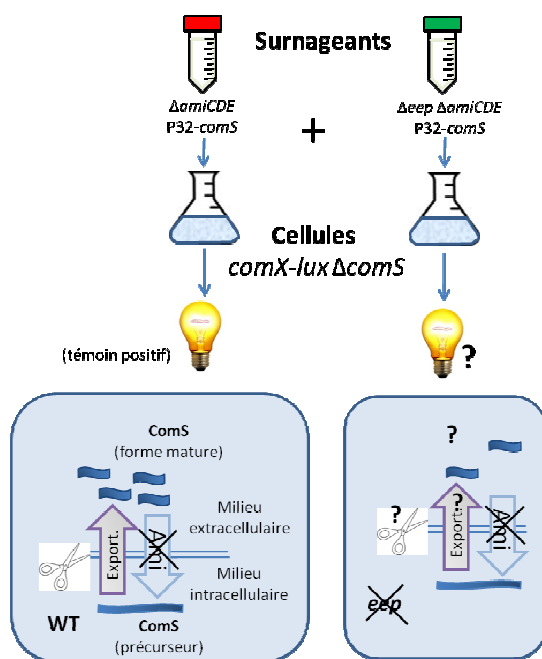 Surnageants
ΔamiCDE
P32-comS
+
Δeep ΔamiCDE
P32-comS
Cellules
comX-lux ΔcomS
(témoin positif)
?
ComS
(forme mature)
Export.
Ami
Milieu
extracellulaire
Milieu
intracellulaire
WT
ComS
(précurseur)
?
?
?
Export.
Ami
eep